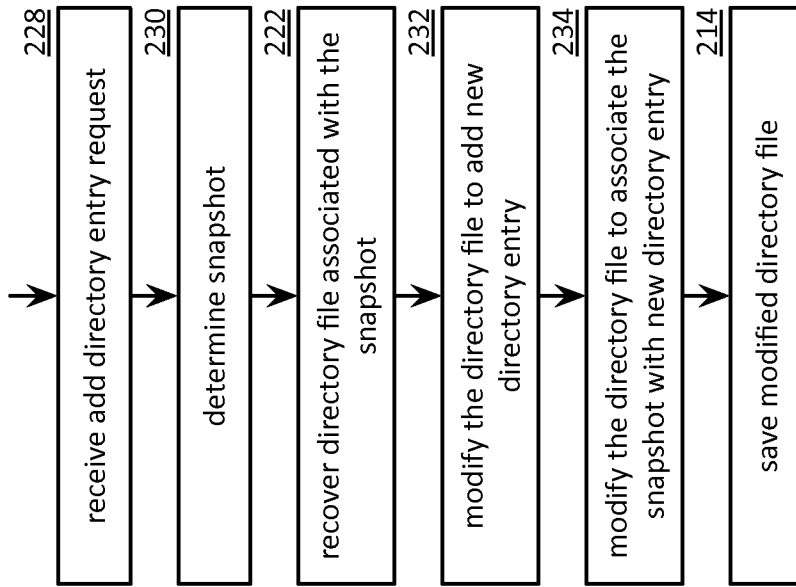 228
receive add directory entry request
230
determine snapshot
222
recover directory file associated with the
snapshot
232
modify the directory file to add new
directory entry
234
modify the directory file to associate the
snapshot with new directory entry
214
save modified directory file